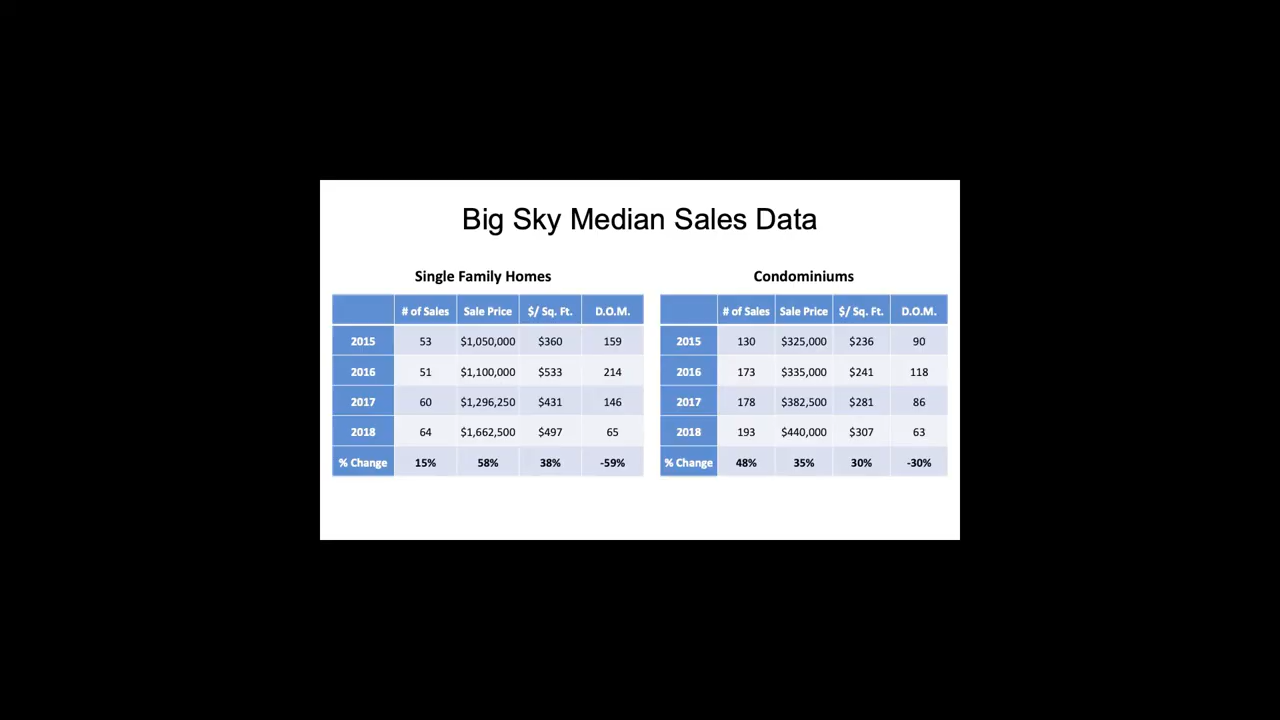 Big Sky Median Sales Data
Single Family Homes
# of Sales Sale Price $/ Sq. Ft. D.O.M.
2015 53 $1,050,000 $360 159
2016 51 $1,100,000 $533 214
2017 60 $1,296,250 $431 146
2018 64 $1,662,500 $497 65
% Change 15% 58% 38% -59%
Condominiums
# of Sales Sale Price $/ Sq. Ft. D.O.M.
2015 130 $325,000 $236 90
2016 173 $335,000 $241 118
2017 178 $382,500 $281 86
2018 193 $440,000 $307 63
% Change 48% 35% 30% -30%